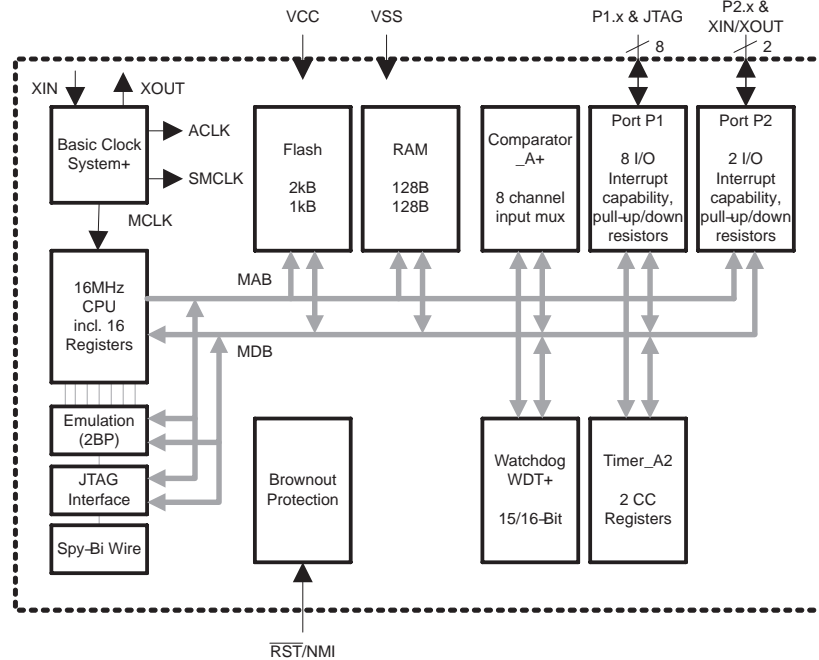 VCC
VSS
P1.x & JTAG
8
P2.x &
XIN/XOUT
2
XIN
XOUT
Basic Clock
System+
ACLK
SMCLK
MCLK
Flash
2kB
1kB
RAM
128B
128B
Comparator
_A+
8 channel
input mux
Port P1
8 I/O
Interrupt
capability,
pull-up/down
resistors
Port P2
2 I/O
Interrupt
capability,
pull-up/down
resistors
16MHz
CPU
incl. 16
Registers
MAB
MDB
Emulation
(2BP)
JTAG
Interface
Spy-Bi Wire
Brownout
Protection
Watchdog
WDT+
15/16-Bit
Timer_A2
2 CC
Registers
RST/NMI